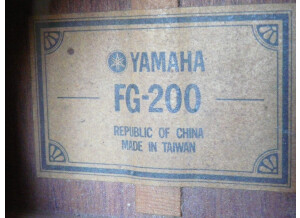 YAMAHA
FG-200
REPUBLIC OF CHINA
MADE IN TAIWAN